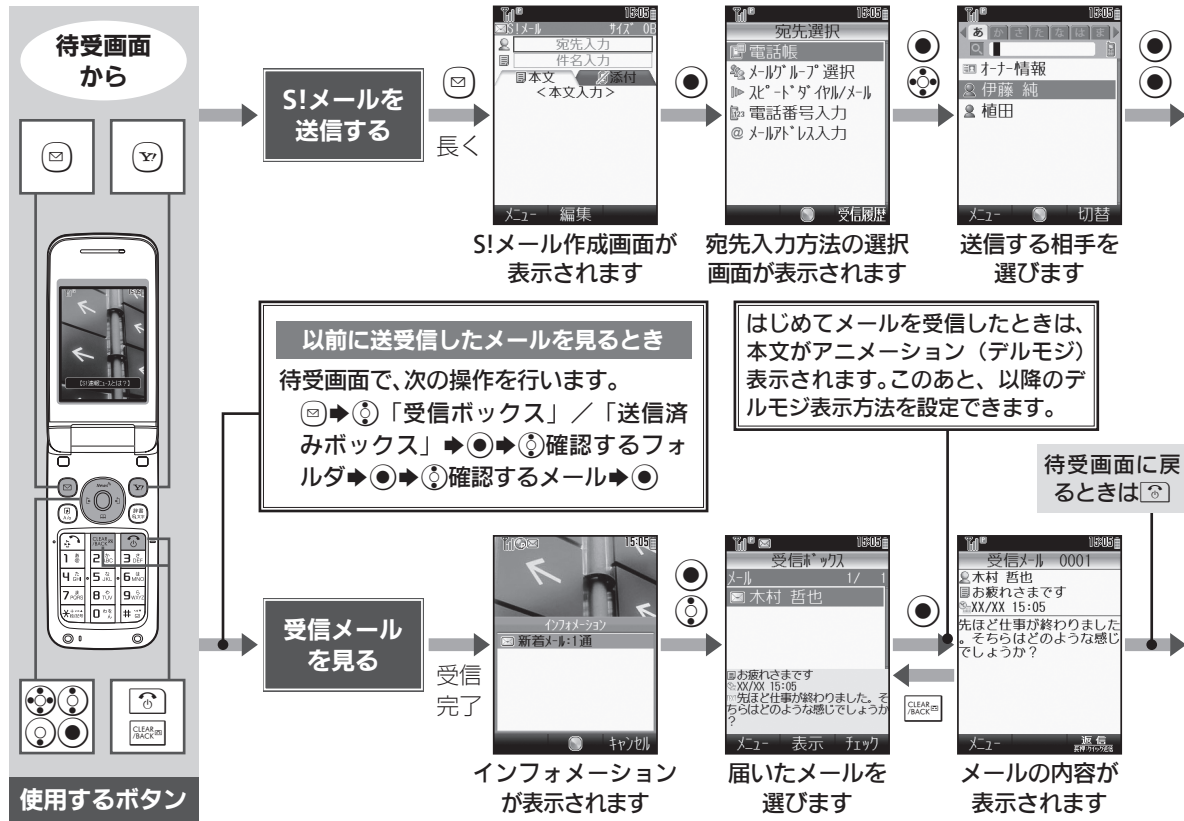 待受画面
から
S!メールを
送信する
長く
15:05
S!メール サイズ 0B
宛先入力
件名入力
本文 添付
<本文入力>
メニュー 編集
S!メール作成画面が
表示されます
15:05
宛先選択
電話帳
メールグループ選択
スピードダイヤル/メール
電話番号入力
@ メールアドレス入力
受信履歴
宛先入力方法の選択
画面が表示されます
15:05
あ か さ た な は ま
オーナー情報
伊藤 純
植田
メニュー 切替
送信する相手を
選びます
以前に送受信したメールを見るとき
待受画面で、次の操作を行います。
「受信ボックス」/「送信済
みボックス」➡➡確認するフォ
ルダ➡➡確認するメール➡
はじめてメールを受信したときは、
本文がアニメーション（デルモジ）
表示されます。このあと、以降のデ
ルモジ表示方法を設定できます。
待受画面に戻
るときは
受信メール
を見る
受信
完了
15:05
インフォメーション
新着メール:1通
キャンセル
インフォメーション
が表示されます
15:05
受信ボックス
メール 1/ 1
木村 哲也
お疲れさまです
XX/XX 15:05
先ほど仕事が終わりました。そ
ちらはどのような感じでしょうか
?
メニュー 表示 チェック
届いたメールを
選びます
CLEAR
/BACK
15:05
受信メール 0001
木村 哲也
お疲れさまです
XX/XX 15:05
先ほど仕事が終わりました
。そちらはどのような感じ
でしょうか？
メニュー 返信
メールの内容が
表示されます
CLEAR
/BACK
使用するボタン